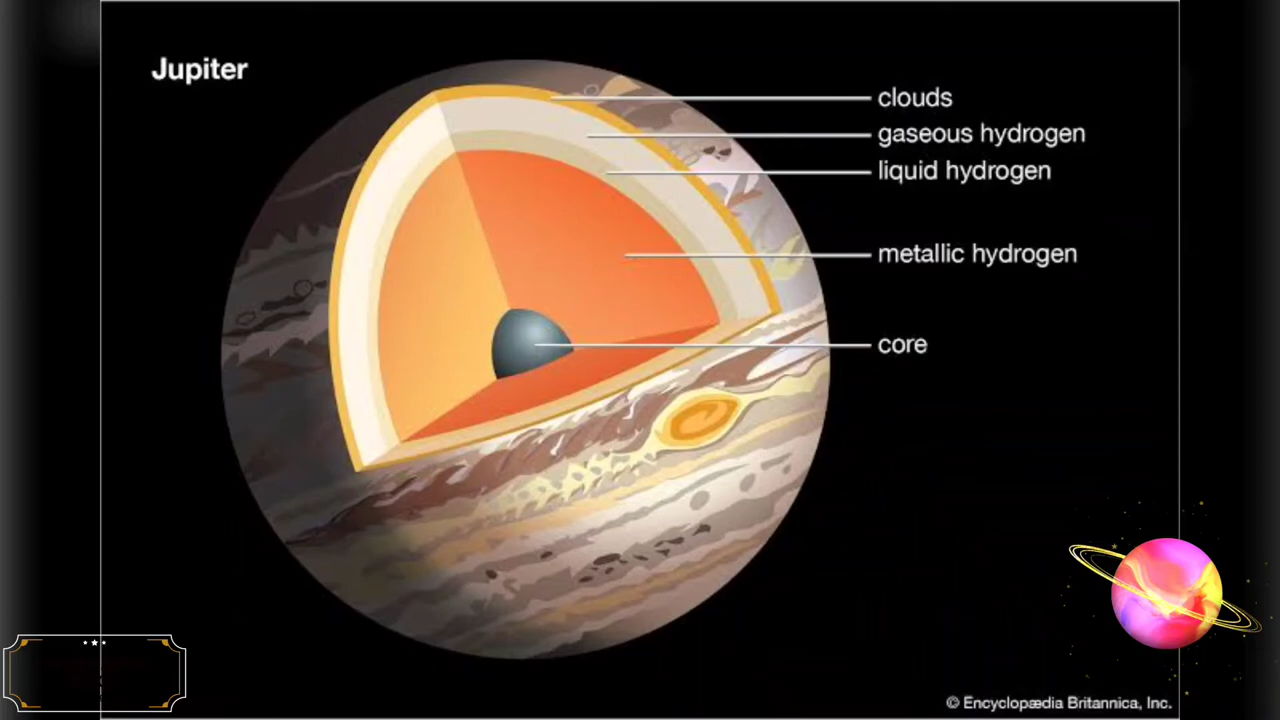 Jupiter
clouds
gaseous hydrogen
liquid hydrogen
metallic hydrogen
core
© Encyclopædia Britannica, Inc.